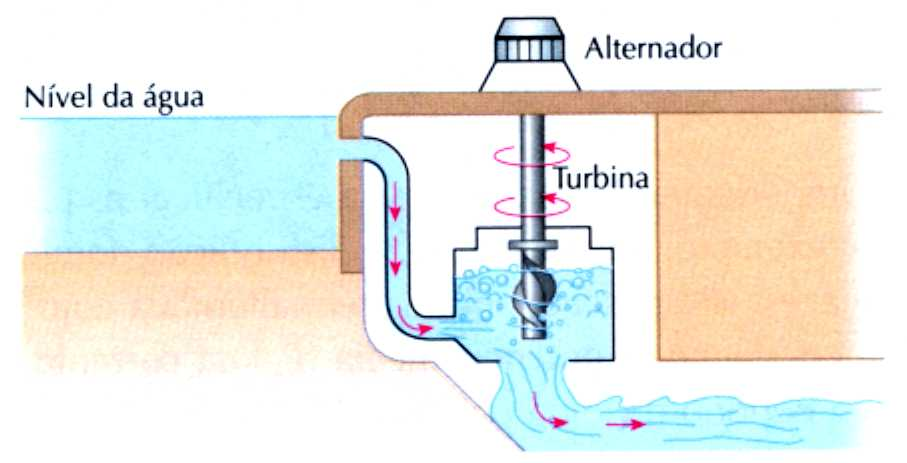 Alternador
Nível da água
Turbina